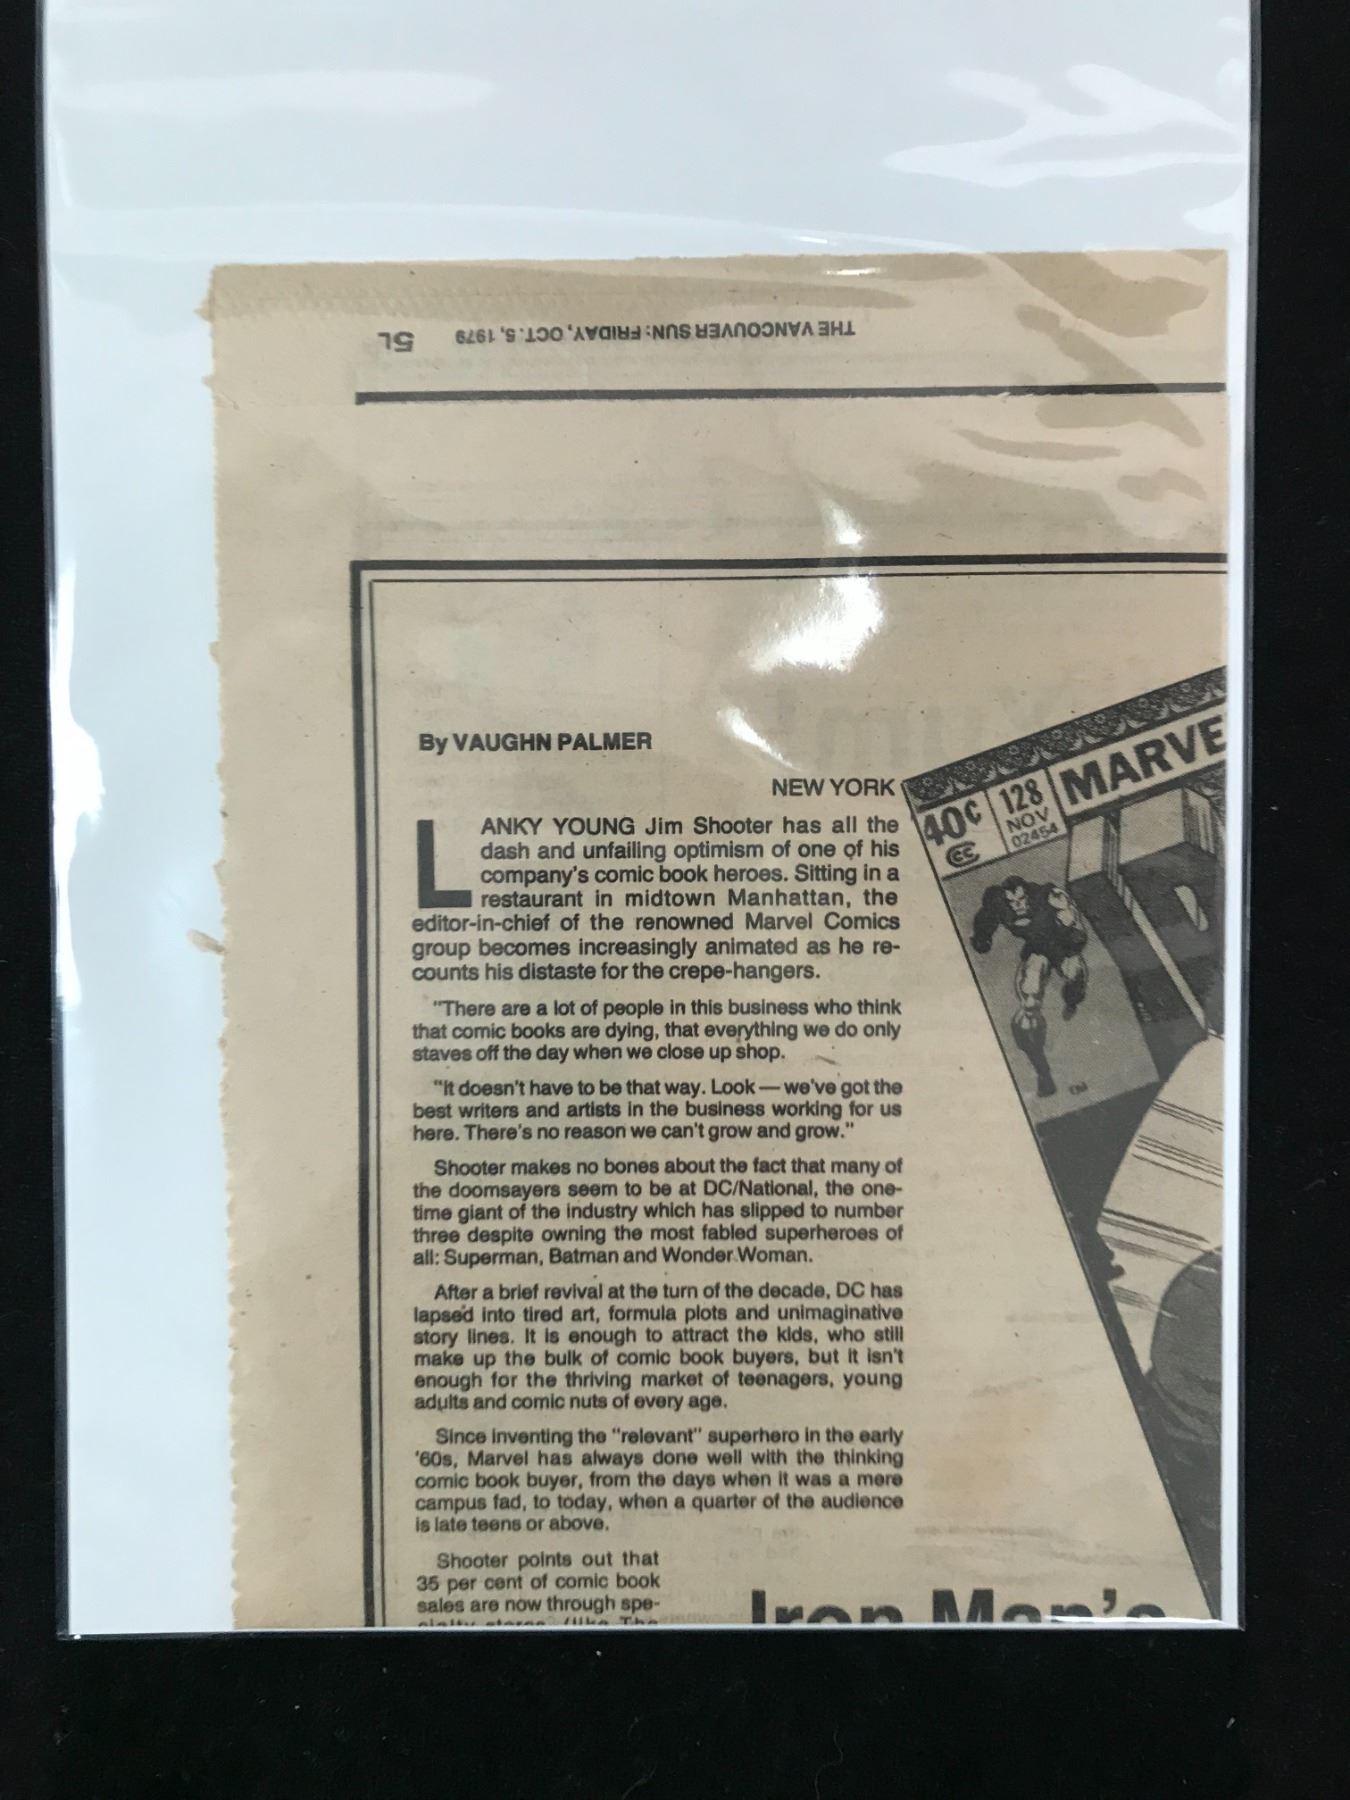 5L THE VANCOUVER SUN: FRIDAY, OCT. 5, 1979
By VAUGHN PALMER
NEW YORK
LANKY YOUNG Jim Shooter has all the
dash and unfailing optimism of one of his
company's comic book heroes. Sitting in a
restaurant in midtown Manhattan, the
editor-in-chief of the renowned Marvel Comics
group becomes increasingly animated as he re-
counts his distaste for the crepe-hangers.
"There are a lot of people in this business who think
that comic books are dying, that everything we do only
staves off the day when we close up shop.
"It doesn't have to be that way. Look — we've got the
best writers and artists in the business working for us
here. There's no reason we can't grow and grow."
Shooter makes no bones about the fact that many of
the doomsayers seem to be at DC/National, the one-
time giant of the industry which has slipped to number
three despite owning the most fabled superheroes of
all: Superman, Batman and Wonder Woman.
After a brief revival at the turn of the decade, DC has
lapsed into tired art, formula plots and unimaginative
story lines. It is enough to attract the kids, who still
make up the bulk of comic book buyers, but it isn't
enough for the thriving market of teenagers, young
adults and comic nuts of every age.
Since inventing the "relevant" superhero in the early
'60s, Marvel has always done well with the thinking
comic book buyer, from the days when it was a mere
campus fad, to today, when a quarter of the audience
is late teens or above.
Shooter points out that
35 per cent of comic book
sales are now through spe-
cialty stores (like The
Iron Man's
40¢
CC
128
NOV
02454
MARVE
TM